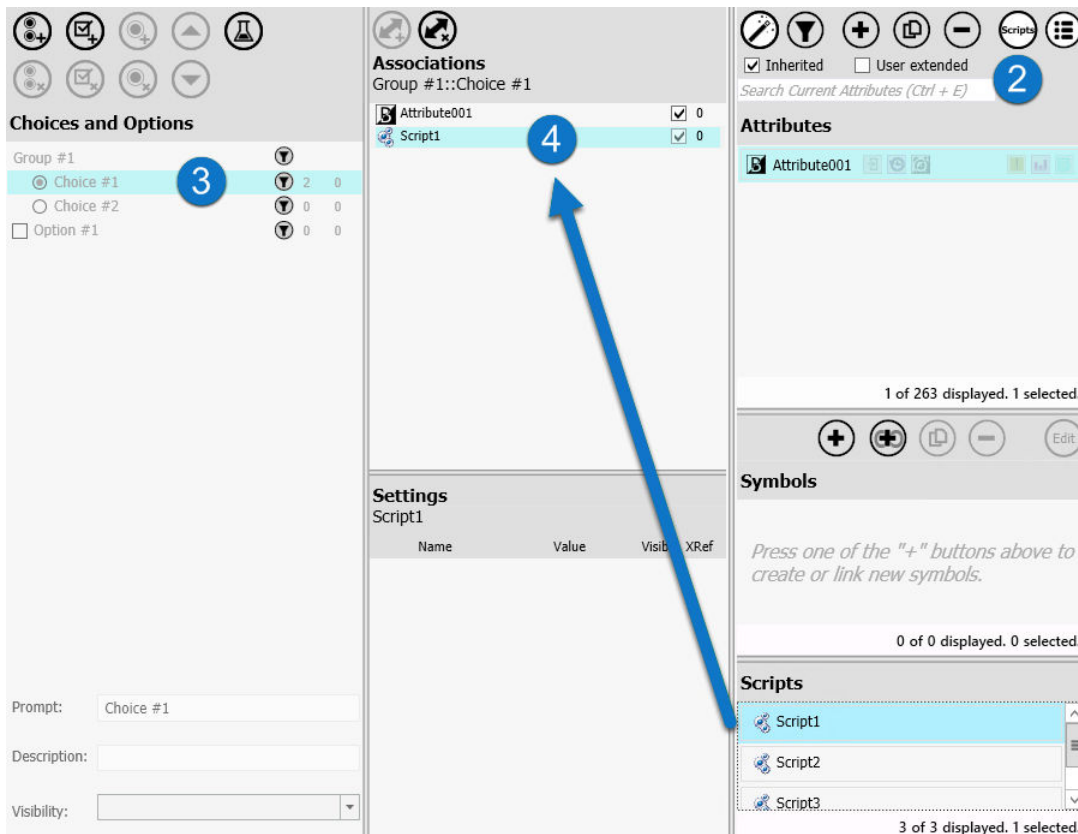 Choices and Options
Group #1
Choice #1 2 0
Choice #2 0 0
Option #1 0 0
3
Prompt: Choice #1
Description:
Visibility:
Associations
Group #1::Choice #1
Attribute001 0
Script1 0
4
Settings
Script1
Name Value Visib XRef
Scripts
Inherited User extended
2
Search Current Attributes (Ctrl + E)
Attributes
Attribute001
1 of 263 displayed. 1 selected.
Edit
Symbols
Press one of the "+" buttons above to
create or link new symbols.
0 of 0 displayed. 0 selected.
Scripts
Script1
Script2
Script3
3 of 3 displayed. 1 selected.